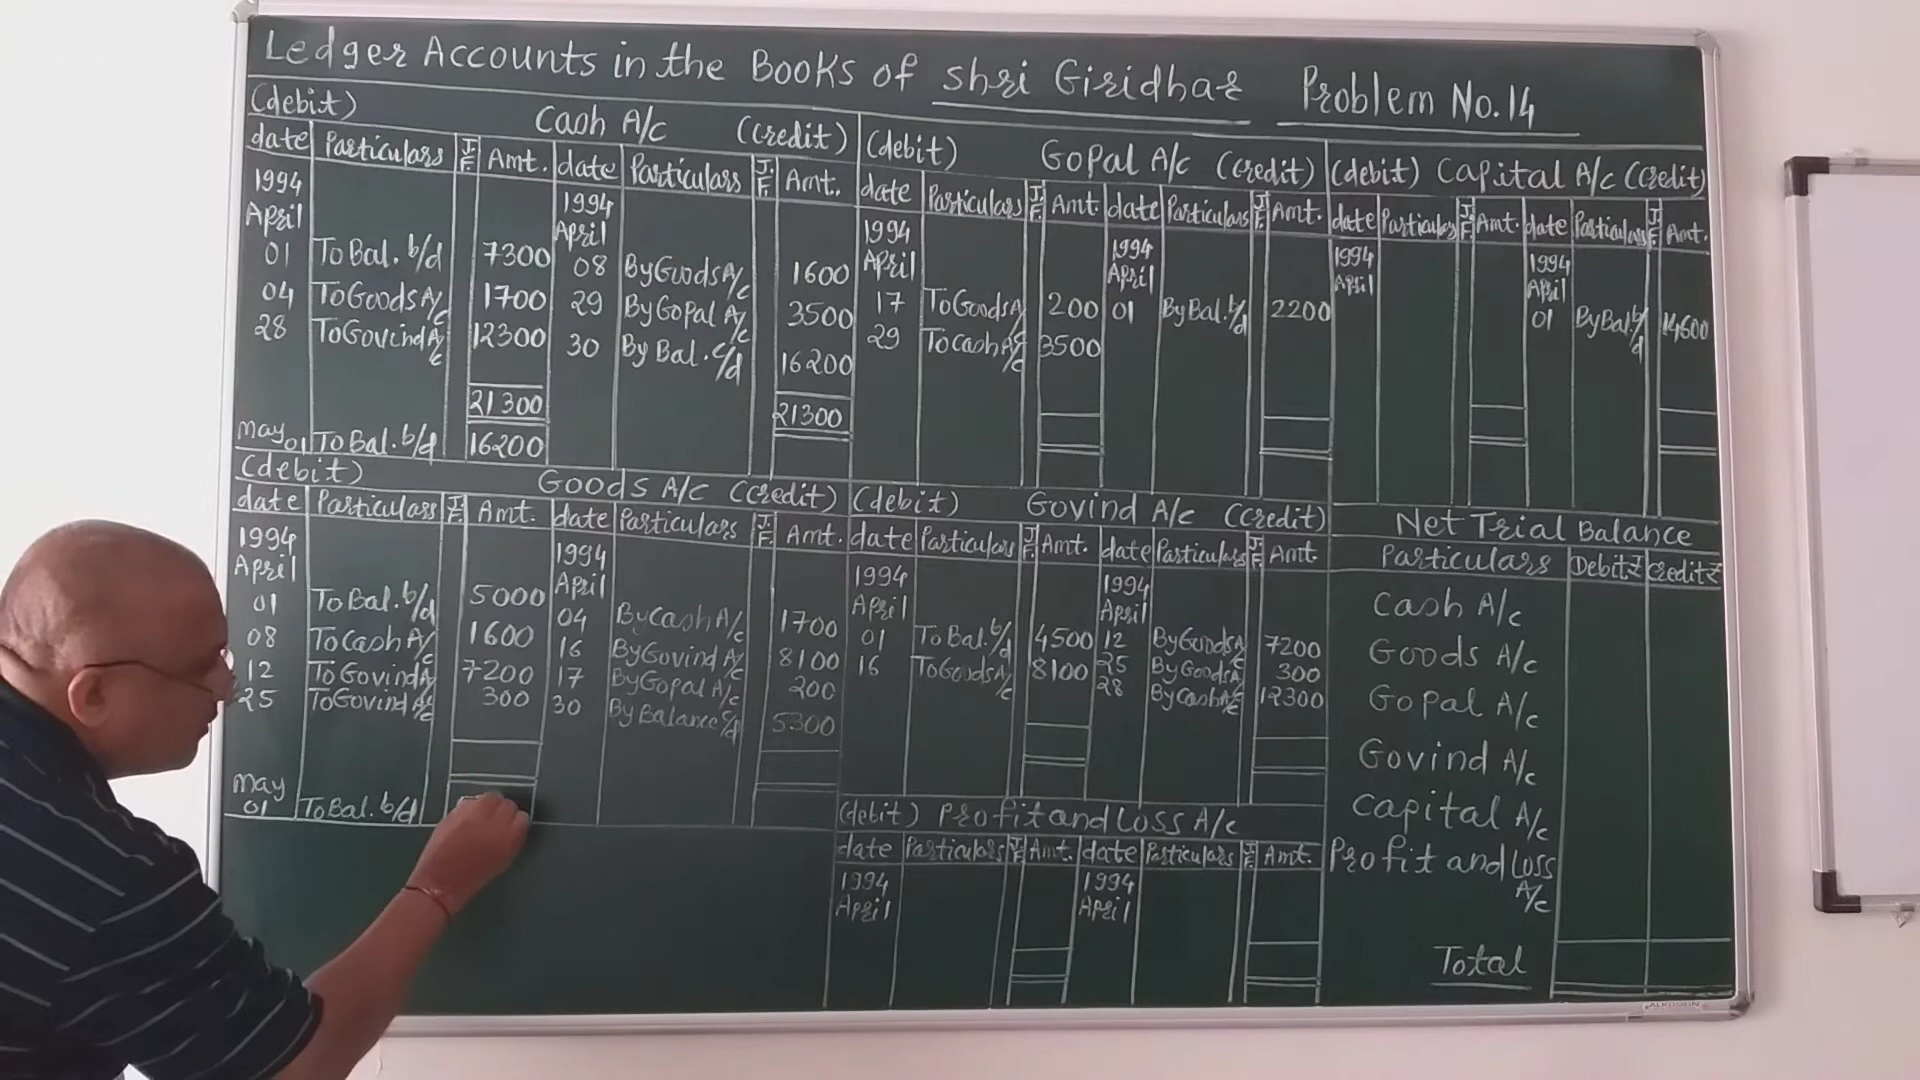 Ledger Accounts in the Books of Shri Giridhar Problem No.14
(debit) Cash A/c (credit)
date Particulars J.F. Amt. date Particulars J.F. Amt.
1994 April 1994 April
01 To Bal. b/d 7300 08 By Goods A/c 1600
04 To Goods A/c 1700 29 By Gopal A/c 3500
28 To Govind A/c 12300 30 By Bal. c/d 16200
21300 21300
may 01 To Bal. b/d 16200
(debit) Gopal A/c (credit)
date Particulars J.F. Amt. date Particulars J.F. Amt.
1994 April 1994 April
17 To Goods A/c 200 01 By Bal. b/d 2200
29 To Cash A/c 3500
(debit) Capital A/c (credit)
date Particulars J.F. Amt. date Particulars J.F. Amt.
1994 April 1994 April
01 By Bal. b/d 14600
(debit) Goods A/c (credit)
date Particulars J.F. Amt. date Particulars J.F. Amt.
1994 April 1994 April
01 To Bal. b/d 5000 04 By Cash A/c 1700
08 To Cash A/c 1600 16 By Govind A/c 8100
12 To Govind A/c 7200 17 By Gopal A/c 200
25 To Govind A/c 300 30 By Balance c/d 5300
may 01 To Bal. b/d
(debit) Govind A/c (credit)
date Particulars J.F. Amt. date Particulars J.F. Amt.
1994 April 1994 April
01 To Bal. b/d 4500 12 By Goods A/c 7200
16 To Goods A/c 8100 25 By Goods A/c 300
28 By Cash A/c 12300
(debit) Profit and Loss A/c
date Particulars J.F. Amt. date Particulars J.F. Amt.
1994 April 1994 April
Net Trial Balance
Particulars Debit ₹ Credit ₹
Cash A/c
Goods A/c
Gopal A/c
Govind A/c
Capital A/c
Profit and Loss A/c
Total